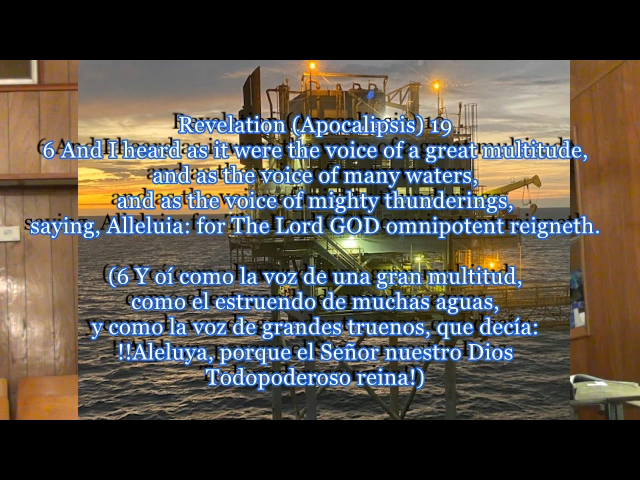 Revelation (Apocalipsis) 19
6 And I heard as it were the voice of a great multitude,
and as the voice of many waters,
and as the voice of mighty thunderings,
saying, Alleluia: for The Lord GOD omnipotent reigneth.
(6 Y oí como la voz de una gran multitud,
como el estruendo de muchas aguas,
y como la voz de grandes truenos, que decía:
!!Aleluya, porque el Señor nuestro Dios
Todopoderoso reina!)